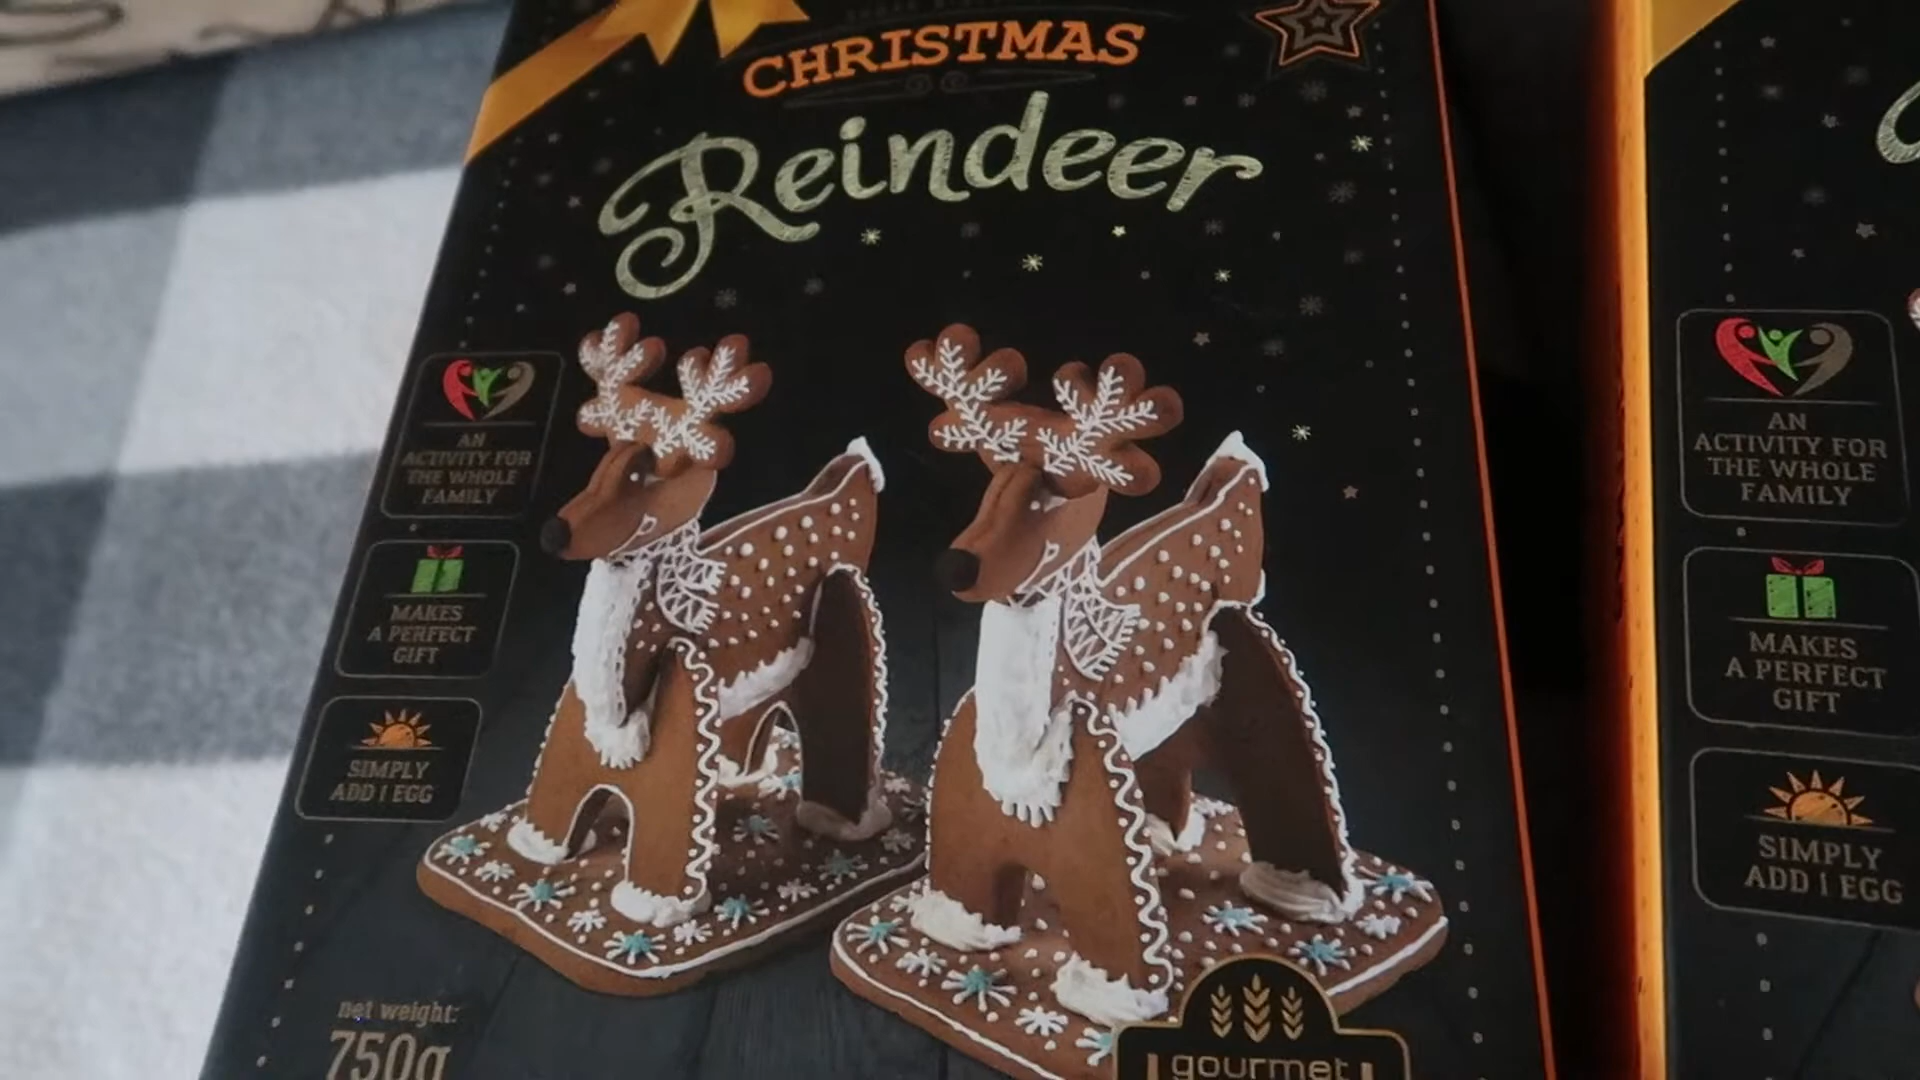 CHRISTMAS
Reindeer
AN
ACTIVITY FOR
THE WHOLE
FAMILY
MAKES
A PERFECT
GIFT
SIMPLY
ADD 1 EGG
net weight:
750g
gourmet
AN
ACTIVITY FOR
THE WHOLE
FAMILY
MAKES
A PERFECT
GIFT
SIMPLY
ADD 1 EGG